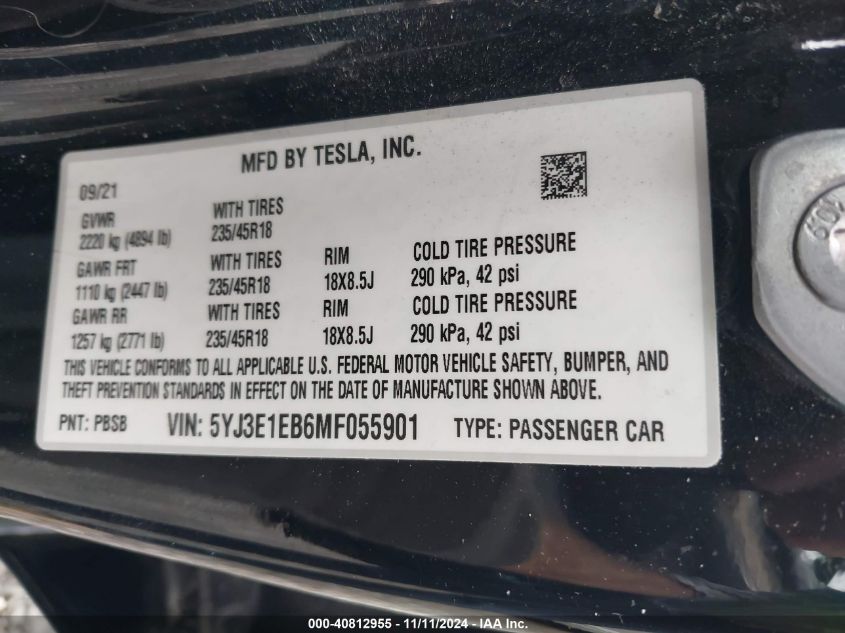 MFD BY TESLA, INC.
09/21
GVWR WITH TIRES
2220 kg (4894 lb) 235/45R18
GAWR FRT WITH TIRES RIM COLD TIRE PRESSURE
1110 kg (2447 lb) 235/45R18 18X8.5J 290 kPa, 42 psi
GAWR RR WITH TIRES RIM COLD TIRE PRESSURE
1257 kg (2771 lb) 235/45R18 18X8.5J 290 kPa, 42 psi
THIS VEHICLE CONFORMS TO ALL APPLICABLE U.S. FEDERAL MOTOR VEHICLE SAFETY, BUMPER, AND
THEFT PREVENTION STANDARDS IN EFFECT ON THE DATE OF MANUFACTURE SHOWN ABOVE.
PNT: PBSB VIN: 5YJ3E1EB6MF055901 TYPE: PASSENGER CAR
000-40812955 - 11/11/2024 - IAA Inc.